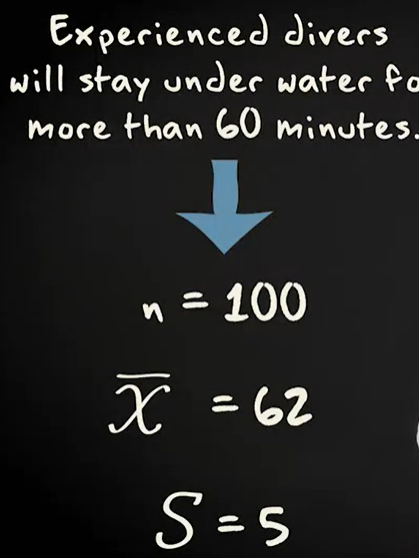 Experienced divers
will stay under water fo
more than 60 minutes.
n = 100
x̄ = 62
S = 5